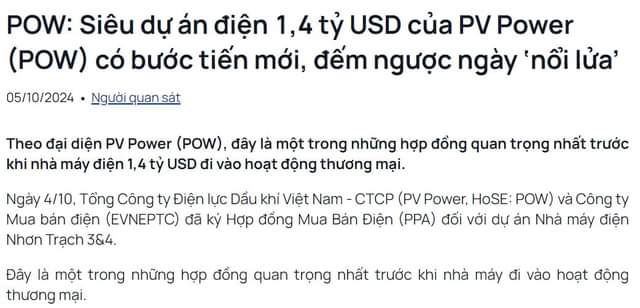 POW: Siêu dự án điện 1,4 tỷ USD của PV Power
(POW) có bước tiến mới, đếm ngược ngày ‛nổi lửa’
05/10/2024 • Người quan sát
Theo đại diện PV Power (POW), đây là một trong những hợp đồng quan trọng nhất trước
khi nhà máy điện 1,4 tỷ USD đi vào hoạt động thương mại.
Ngày 4/10, Tổng Công ty Điện lực Dầu khí Việt Nam - CTCP (PV Power, HoSE: POW) và Công ty
Mua bán điện (EVNEPTC) đã ký Hợp đồng Mua Bán Điện (PPA) đối với dự án Nhà máy điện
Nhơn Trạch 3&4.
Đây là một trong những hợp đồng quan trọng nhất trước khi nhà máy đi vào hoạt động
thương mại.